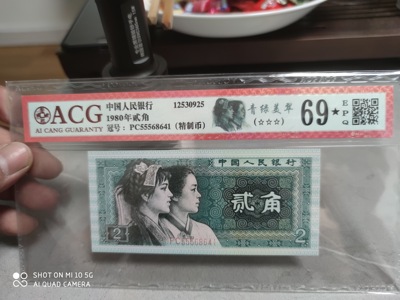 ACG
AI CANG GUARANTY
中国人民银行
1980年贰角
冠号: PC55568641 (精制币)
12530925
青绿美翠
(☆☆☆)
69★
EPQ
中国人民银行
贰角
PC55568641
2
2
SHOT ON MI 10 5G
AI QUAD CAMERA